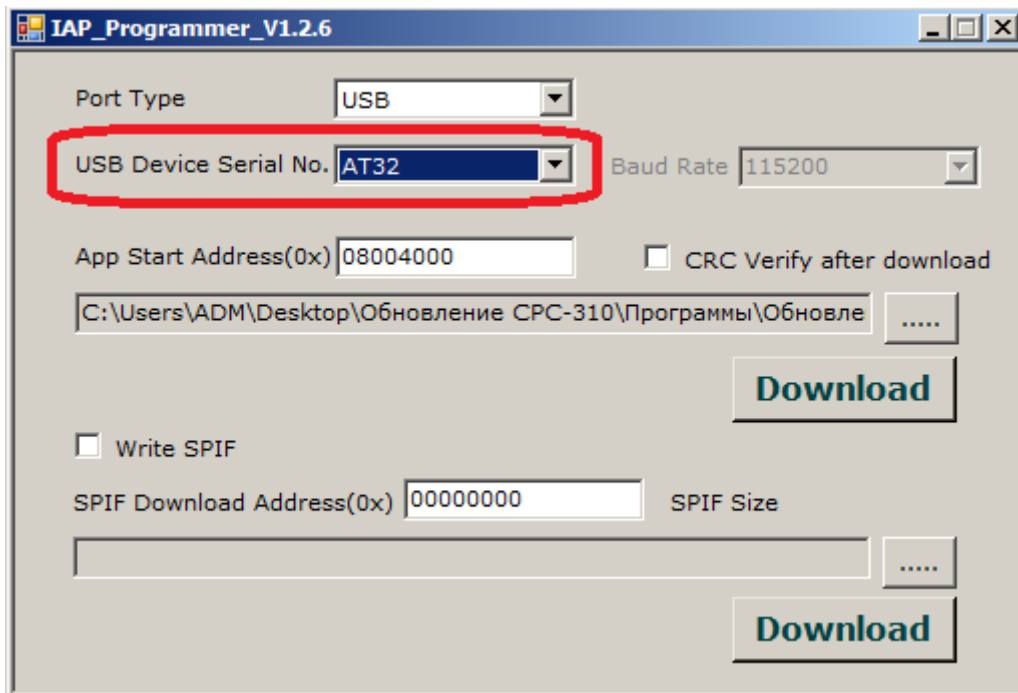 IAP_Programmer_V1.2.6
Port Type USB
USB Device Serial No. AT32 Baud Rate 115200
App Start Address(0x) 08004000 CRC Verify after download
C:\Users\ADM\Desktop\Обновление СРС-310\Программы\Обновле .....
Download
Write SPIF
SPIF Download Address(0x) 00000000 SPIF Size
.....
Download